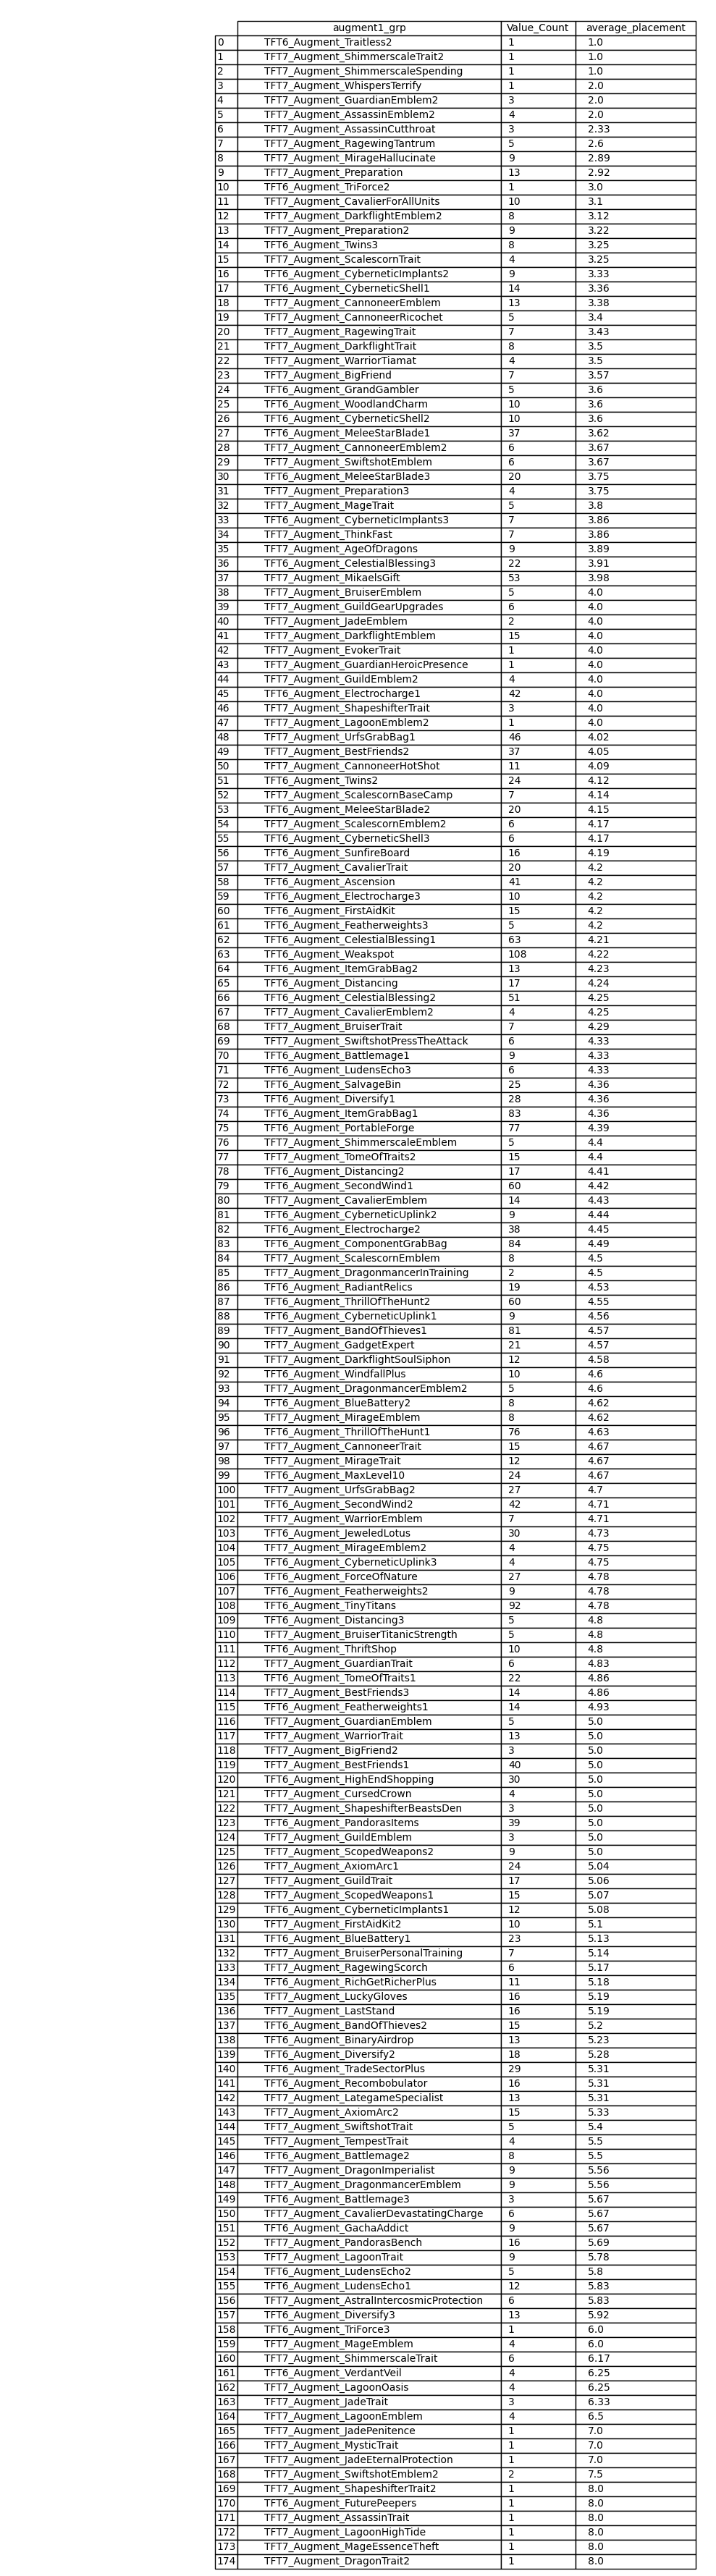 augment1_grp Value_Count average_placement
0 TFT6_Augment_Traitless2 1 1.0
1 TFT7_Augment_ShimmerscaleTrait2 1 1.0
2 TFT7_Augment_ShimmerscaleSpending 1 1.0
3 TFT7_Augment_WhispersTerrify 1 2.0
4 TFT7_Augment_GuardianEmblem2 3 2.0
5 TFT7_Augment_AssassinEmblem2 4 2.0
6 TFT7_Augment_AssassinCutthroat 3 2.33
7 TFT7_Augment_RagewingTantrum 5 2.6
8 TFT7_Augment_MirageHallucinate 9 2.89
9 TFT7_Augment_Preparation 13 2.92
10 TFT6_Augment_TriForce2 1 3.0
11 TFT7_Augment_CavalierForAllUnits 10 3.1
12 TFT7_Augment_DarkflightEmblem2 8 3.12
13 TFT7_Augment_Preparation2 9 3.22
14 TFT6_Augment_Twins3 8 3.25
15 TFT7_Augment_ScalescornTrait 4 3.25
16 TFT6_Augment_CyberneticImplants2 9 3.33
17 TFT6_Augment_CyberneticShell1 14 3.36
18 TFT7_Augment_CannoneerEmblem 13 3.38
19 TFT7_Augment_CannoneerRicochet 5 3.4
20 TFT7_Augment_RagewingTrait 7 3.43
21 TFT7_Augment_DarkflightTrait 8 3.5
22 TFT7_Augment_WarriorTiamat 4 3.5
23 TFT7_Augment_BigFriend 7 3.57
24 TFT6_Augment_GrandGambler 5 3.6
25 TFT6_Augment_WoodlandCharm 10 3.6
26 TFT6_Augment_CyberneticShell2 10 3.6
27 TFT6_Augment_MeleeStarBlade1 37 3.62
28 TFT7_Augment_CannoneerEmblem2 6 3.67
29 TFT7_Augment_SwiftshotEmblem 6 3.67
30 TFT6_Augment_MeleeStarBlade3 20 3.75
31 TFT7_Augment_Preparation3 4 3.75
32 TFT7_Augment_MageTrait 5 3.8
33 TFT6_Augment_CyberneticImplants3 7 3.86
34 TFT7_Augment_ThinkFast 7 3.86
35 TFT7_Augment_AgeOfDragons 9 3.89
36 TFT6_Augment_CelestialBlessing3 22 3.91
37 TFT7_Augment_MikaelsGift 53 3.98
38 TFT7_Augment_BruiserEmblem 5 4.0
39 TFT7_Augment_GuildGearUpgrades 6 4.0
40 TFT7_Augment_JadeEmblem 2 4.0
41 TFT7_Augment_DarkflightEmblem 15 4.0
42 TFT7_Augment_EvokerTrait 1 4.0
43 TFT7_Augment_GuardianHeroicPresence 1 4.0
44 TFT7_Augment_GuildEmblem2 4 4.0
45 TFT6_Augment_Electrocharge1 42 4.0
46 TFT7_Augment_ShapeshifterTrait 3 4.0
47 TFT7_Augment_LagoonEmblem2 1 4.0
48 TFT7_Augment_UrfsGrabBag1 46 4.02
49 TFT7_Augment_BestFriends2 37 4.05
50 TFT7_Augment_CannoneerHotShot 11 4.09
51 TFT6_Augment_Twins2 24 4.12
52 TFT7_Augment_ScalescornBaseCamp 7 4.14
53 TFT6_Augment_MeleeStarBlade2 20 4.15
54 TFT7_Augment_ScalescornEmblem2 6 4.17
55 TFT6_Augment_CyberneticShell3 6 4.17
56 TFT6_Augment_SunfireBoard 16 4.19
57 TFT7_Augment_CavalierTrait 20 4.2
58 TFT6_Augment_Ascension 41 4.2
59 TFT6_Augment_Electrocharge3 10 4.2
60 TFT6_Augment_FirstAidKit 15 4.2
61 TFT6_Augment_Featherweights3 5 4.2
62 TFT6_Augment_CelestialBlessing1 63 4.21
63 TFT6_Augment_Weakspot 108 4.22
64 TFT6_Augment_ItemGrabBag2 13 4.23
65 TFT6_Augment_Distancing 17 4.24
66 TFT6_Augment_CelestialBlessing2 51 4.25
67 TFT7_Augment_CavalierEmblem2 4 4.25
68 TFT7_Augment_BruiserTrait 7 4.29
69 TFT7_Augment_SwiftshotPressTheAttack 6 4.33
70 TFT6_Augment_Battlemage1 9 4.33
71 TFT6_Augment_LudensEcho3 6 4.33
72 TFT6_Augment_SalvageBin 25 4.36
73 TFT6_Augment_Diversify1 28 4.36
74 TFT6_Augment_ItemGrabBag1 83 4.36
75 TFT6_Augment_PortableForge 77 4.39
76 TFT7_Augment_ShimmerscaleEmblem 5 4.4
77 TFT7_Augment_TomeOfTraits2 15 4.4
78 TFT6_Augment_Distancing2 17 4.41
79 TFT6_Augment_SecondWind1 60 4.42
80 TFT7_Augment_CavalierEmblem 14 4.43
81 TFT6_Augment_CyberneticUplink2 9 4.44
82 TFT6_Augment_Electrocharge2 38 4.45
83 TFT6_Augment_ComponentGrabBag 84 4.49
84 TFT7_Augment_ScalescornEmblem 8 4.5
85 TFT7_Augment_DragonmancerInTraining 2 4.5
86 TFT6_Augment_RadiantRelics 19 4.53
87 TFT6_Augment_ThrillOfTheHunt2 60 4.55
88 TFT6_Augment_CyberneticUplink1 9 4.56
89 TFT7_Augment_BandOfThieves1 81 4.57
90 TFT7_Augment_GadgetExpert 21 4.57
91 TFT7_Augment_DarkflightSoulSiphon 12 4.58
92 TFT6_Augment_WindfallPlus 10 4.6
93 TFT7_Augment_DragonmancerEmblem2 5 4.6
94 TFT6_Augment_BlueBattery2 8 4.62
95 TFT7_Augment_MirageEmblem 8 4.62
96 TFT6_Augment_ThrillOfTheHunt1 76 4.63
97 TFT7_Augment_CannoneerTrait 15 4.67
98 TFT7_Augment_MirageTrait 12 4.67
99 TFT6_Augment_MaxLevel10 24 4.67
100 TFT7_Augment_UrfsGrabBag2 27 4.7
101 TFT6_Augment_SecondWind2 42 4.71
102 TFT7_Augment_WarriorEmblem 7 4.71
103 TFT6_Augment_JeweledLotus 30 4.73
104 TFT7_Augment_MirageEmblem2 4 4.75
105 TFT6_Augment_CyberneticUplink3 4 4.75
106 TFT6_Augment_ForceOfNature 27 4.78
107 TFT6_Augment_Featherweights2 9 4.78
108 TFT6_Augment_TinyTitans 92 4.78
109 TFT6_Augment_Distancing3 5 4.8
110 TFT7_Augment_BruiserTitanicStrength 5 4.8
111 TFT6_Augment_ThriftShop 10 4.8
112 TFT7_Augment_GuardianTrait 6 4.83
113 TFT6_Augment_TomeOfTraits1 22 4.86
114 TFT7_Augment_BestFriends3 14 4.86
115 TFT6_Augment_Featherweights1 14 4.93
116 TFT7_Augment_GuardianEmblem 5 5.0
117 TFT7_Augment_WarriorTrait 13 5.0
118 TFT7_Augment_BigFriend2 3 5.0
119 TFT7_Augment_BestFriends1 40 5.0
120 TFT6_Augment_HighEndShopping 30 5.0
121 TFT7_Augment_CursedCrown 4 5.0
122 TFT7_Augment_ShapeshifterBeastsDen 3 5.0
123 TFT6_Augment_PandorasItems 39 5.0
124 TFT7_Augment_GuildEmblem 3 5.0
125 TFT7_Augment_ScopedWeapons2 9 5.0
126 TFT7_Augment_AxiomArc1 24 5.04
127 TFT7_Augment_GuildTrait 17 5.06
128 TFT7_Augment_ScopedWeapons1 15 5.07
129 TFT6_Augment_CyberneticImplants1 12 5.08
130 TFT7_Augment_FirstAidKit2 10 5.1
131 TFT6_Augment_BlueBattery1 23 5.13
132 TFT7_Augment_BruiserPersonalTraining 7 5.14
133 TFT7_Augment_RagewingScorch 6 5.17
134 TFT6_Augment_RichGetRicherPlus 11 5.18
135 TFT7_Augment_LuckyGloves 16 5.19
136 TFT7_Augment_LastStand 16 5.19
137 TFT6_Augment_BandOfThieves2 15 5.2
138 TFT6_Augment_BinaryAirdrop 13 5.23
139 TFT6_Augment_Diversify2 18 5.28
140 TFT6_Augment_TradeSectorPlus 29 5.31
141 TFT6_Augment_Recombobulator 16 5.31
142 TFT7_Augment_LategameSpecialist 13 5.31
143 TFT7_Augment_AxiomArc2 15 5.33
144 TFT7_Augment_SwiftshotTrait 5 5.4
145 TFT7_Augment_TempestTrait 4 5.5
146 TFT6_Augment_Battlemage2 8 5.5
147 TFT7_Augment_DragonImperialist 9 5.56
148 TFT7_Augment_DragonmancerEmblem 9 5.56
149 TFT6_Augment_Battlemage3 3 5.67
150 TFT7_Augment_CavalierDevastatingCharge 6 5.67
151 TFT6_Augment_GachaAddict 9 5.67
152 TFT7_Augment_PandorasBench 16 5.69
153 TFT7_Augment_LagoonTrait 9 5.78
154 TFT6_Augment_LudensEcho2 5 5.8
155 TFT6_Augment_LudensEcho1 12 5.83
156 TFT7_Augment_AstralIntercosmicProtection 6 5.83
157 TFT6_Augment_Diversify3 13 5.92
158 TFT6_Augment_TriForce3 1 6.0
159 TFT7_Augment_MageEmblem 4 6.0
160 TFT7_Augment_ShimmerscaleTrait 6 6.17
161 TFT6_Augment_VerdantVeil 4 6.25
162 TFT7_Augment_LagoonOasis 4 6.25
163 TFT7_Augment_JadeTrait 3 6.33
164 TFT7_Augment_LagoonEmblem 4 6.5
165 TFT7_Augment_JadePenitence 1 7.0
166 TFT7_Augment_MysticTrait 1 7.0
167 TFT7_Augment_JadeEternalProtection 1 7.0
168 TFT7_Augment_SwiftshotEmblem2 2 7.5
169 TFT7_Augment_ShapeshifterTrait2 1 8.0
170 TFT6_Augment_FuturePeepers 1 8.0
171 TFT7_Augment_AssassinTrait 1 8.0
172 TFT7_Augment_LagoonHighTide 1 8.0
173 TFT7_Augment_MageEssenceTheft 1 8.0
174 TFT7_Augment_DragonTrait2 1 8.0